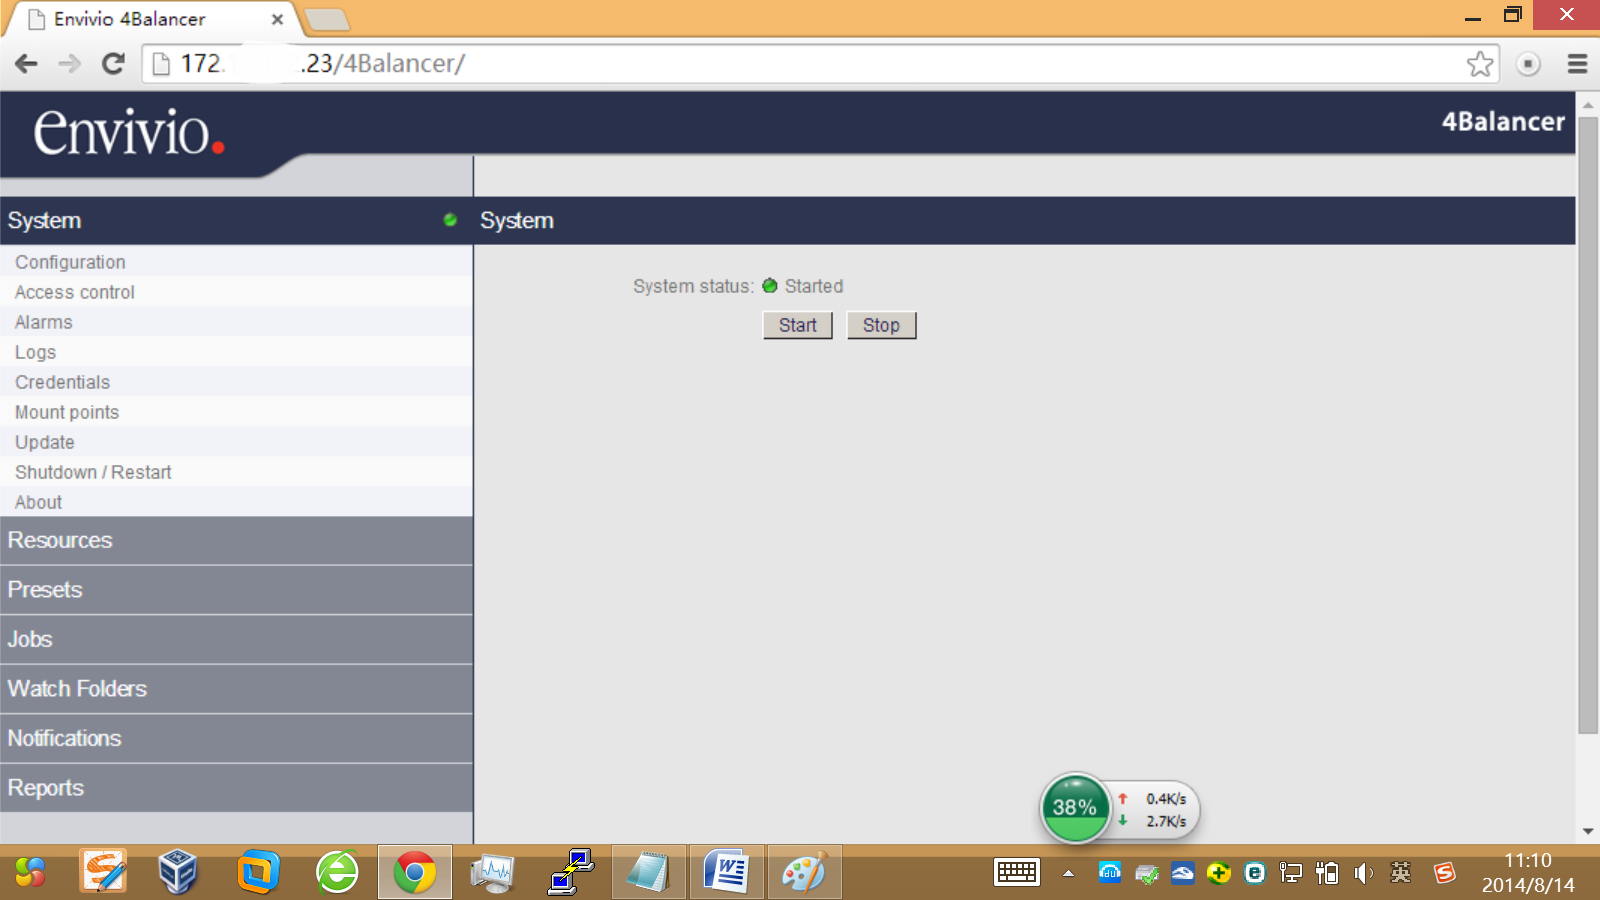 Envivio 4Balancer
172. .23/4Balancer/
envivio.
4Balancer
System
System
Configuration
Access control
Alarms
Logs
Credentials
Mount points
Update
Shutdown / Restart
About
Resources
Presets
Jobs
Watch Folders
Notifications
Reports
System status: Started
Start Stop
38%
0.4K/s
2.7K/s
du
英
11:10
2014/8/14